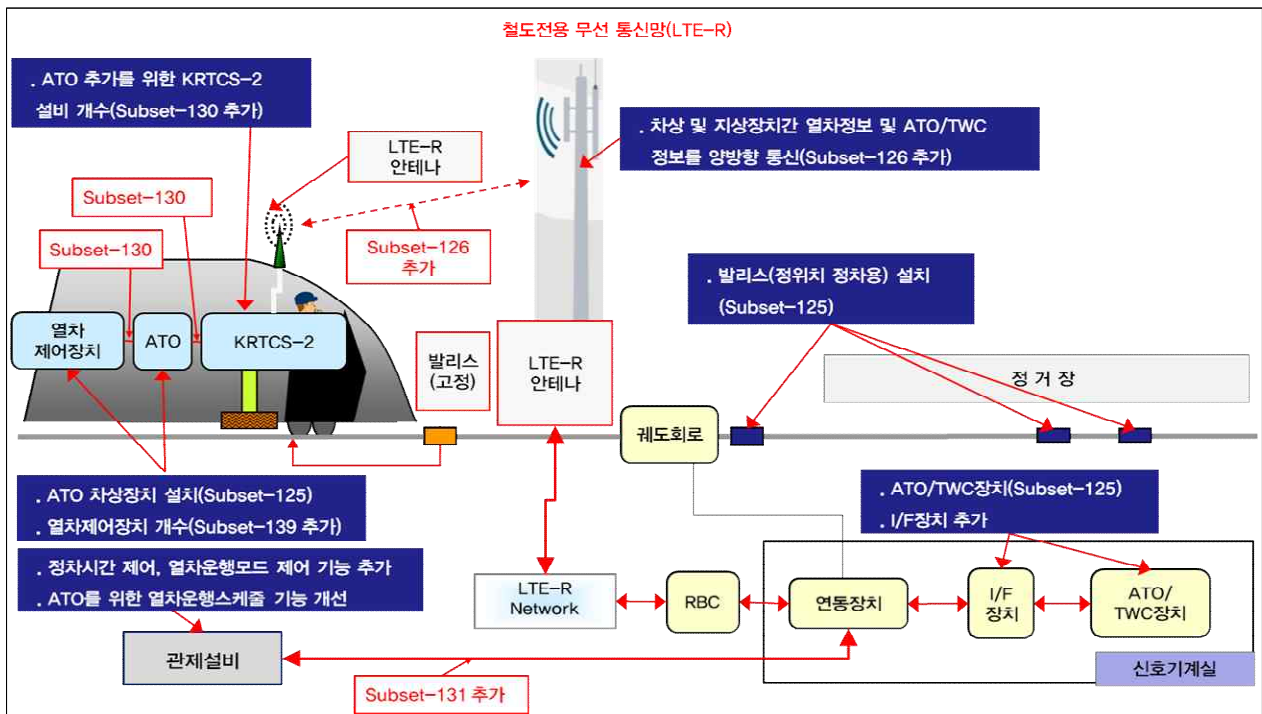 철도전용 무선 통신망(LTE-R)
. ATO 추가를 위한 KRTCS-2
설비 개수(Subset-130 추가)
LTE-R
안테나
. 차상 및 지상장치간 열차정보 및 ATO/TWC
정보를 양방향 통신(Subset-126 추가)
Subset-130
Subset-130
Subset-126
추가
. 발리스(정위치 정차용) 설치
(Subset-125)
열차
제어장치
ATO
KRTCS-2
발리스
(고정)
LTE-R
안테나
정 거 장
궤도회로
. ATO 차상장치 설치(Subset-125)
. 열차제어장치 개수(Subset-139 추가)
. ATO/TWC장치(Subset-125)
. I/F장치 추가
. 정차시간 제어, 열차운행모드 제어 기능 추가
. ATO를 위한 열차운행스케줄 기능 개선
LTE-R
Network
RBC
연동장치
I/F
장치
ATO/
TWC장치
관제설비
신호기계실
Subset-131 추가